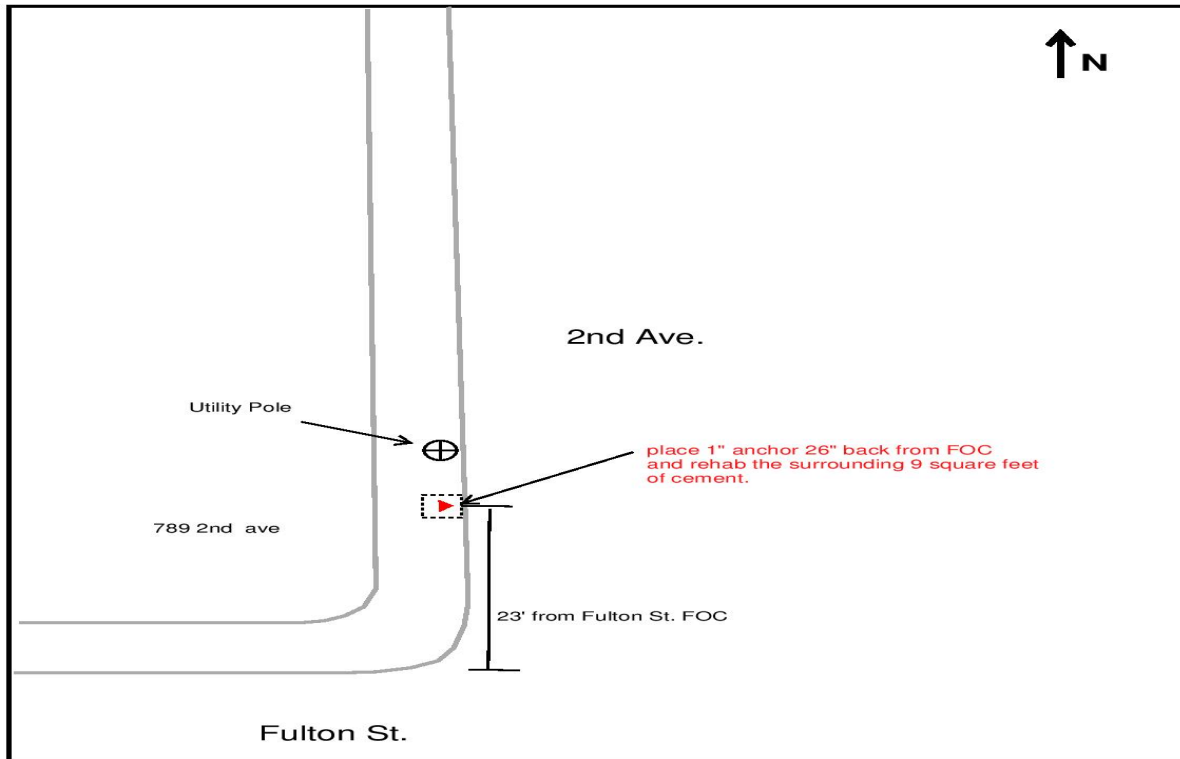 N
2nd Ave.
Utility Pole
place 1" anchor 26" back from FOC
and rehab the surrounding 9 square feet
of cement.
789 2nd ave
23' from Fulton St. FOC
Fulton St.